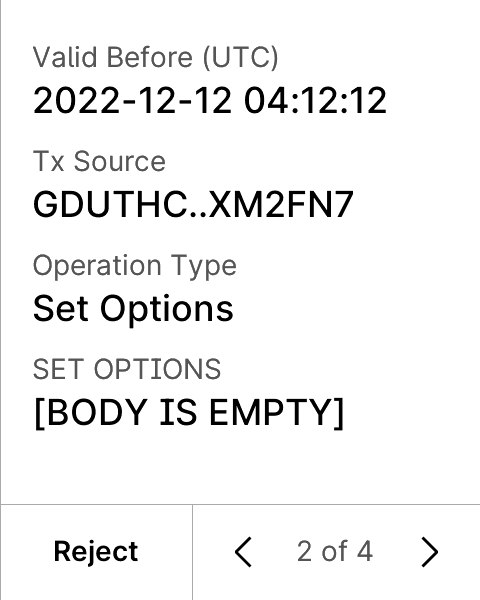 Valid Before (UTC)
2022-12-12 04:12:12
Tx Source
GDUTHC..XM2FN7
Operation Type
Set Options
SET OPTIONS
[BODY IS EMPTY]
Reject
2 of 4